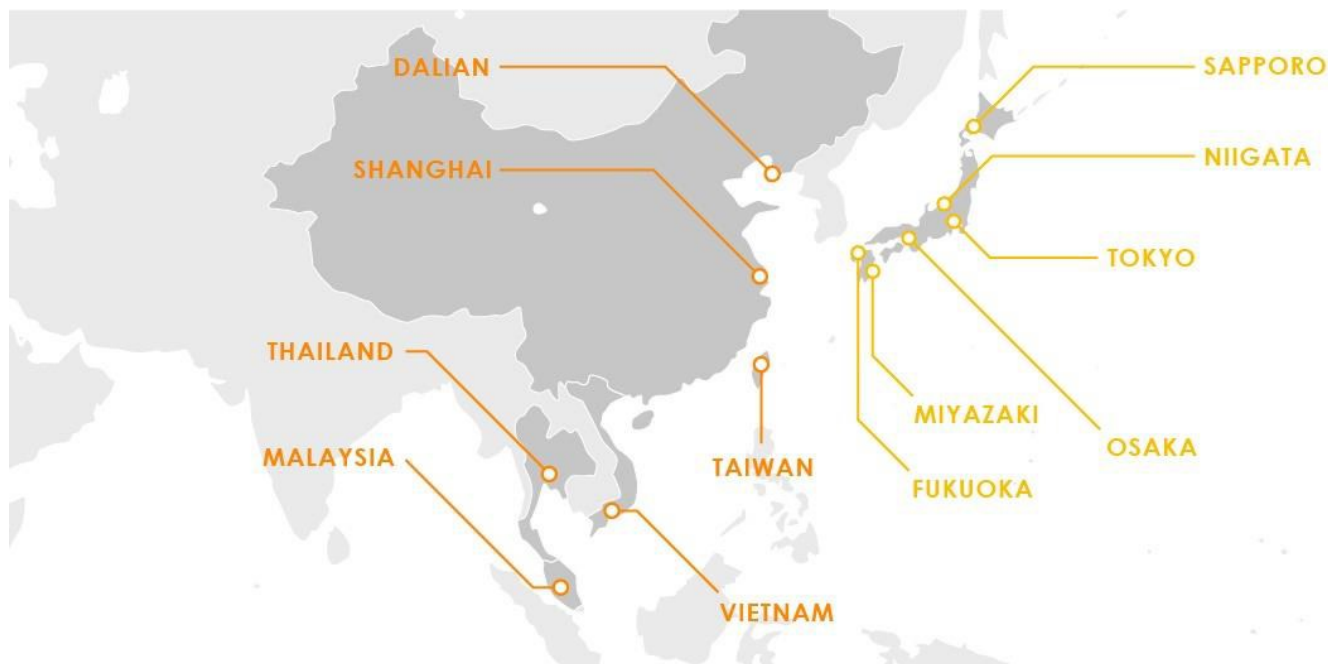 DALIAN
SAPPORO
SHANGHAI
NIIGATA
TOKYO
THAILAND
MIYAZAKI
OSAKA
MALAYSIA
TAIWAN
FUKUOKA
VIETNAM